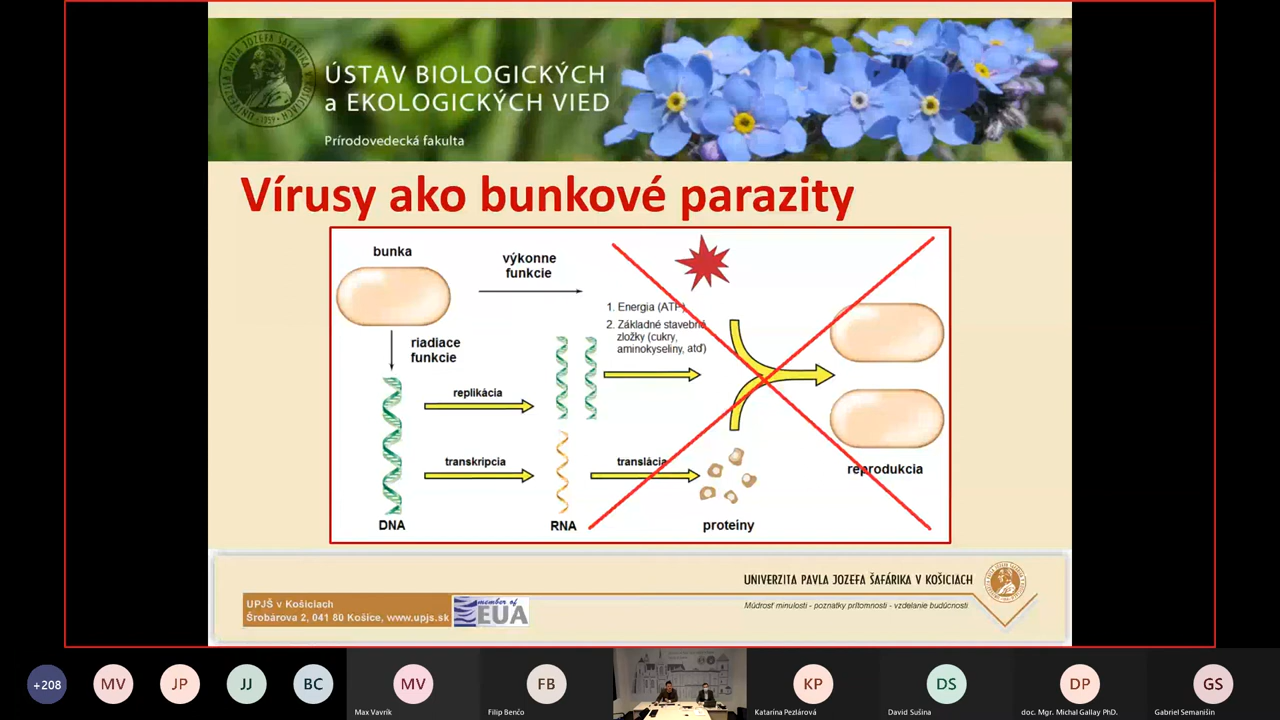 ÚSTAV BIOLOGICKÝCH
a EKOLOGICKÝCH VIED
Prírodovedecká fakulta
Vírusy ako bunkové parazity
bunka
výkonne
funkcie
1. Energia (ATP)
2. Základné stavebné
zložky (cukry,
aminokyseliny, atď)
riadiace
funkcie
replikácia
transkripcia
translácia
reprodukcia
DNA
RNA
proteíny
UNIVERZITA PAVLA JOZEFA ŠAFÁRIKA V KOŠICIACH
Múdrosť minulosti - poznatky prítomnosti - vzdelanie budúcnosti
UPJŠ v Košiciach
Šrobárova 2, 041 80 Košice, www.upjs.sk
member of
EUA
+208
MV
JP
JJ
BC
MV
FB
KP
DS
DP
GS
Max Vavrík
Filip Benčo
Katarína Pezlárová
David Sušina
doc. Mgr. Michal Gallay PhD.
Gabriel Semanišin